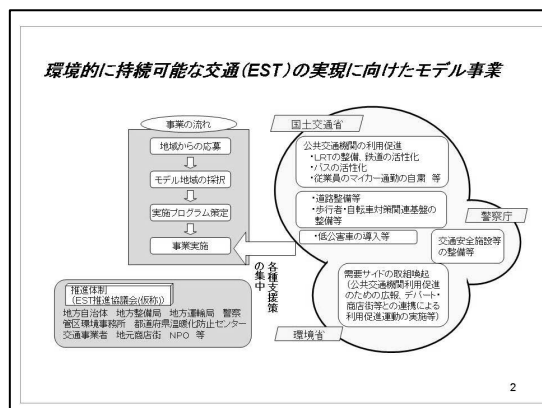 環境的に持続可能な交通(EST)の実現に向けたモデル事業
事業の流れ
地域からの応募
モデル地域の採択
実施プログラム策定
事業実施
推進体制
(EST推進協議会(仮称))
地方自治体 地方整備局 地方運輸局 警察
管区環境事務所 都道府県温暖化防止センター
交通事業者 地元商店街 NPO 等
各種支援策
の集中
国土交通省
公共交通機関の利用促進
・LRTの整備、鉄道の活性化
・バスの活性化
・従業員のマイカー通勤の自粛 等
・道路整備等
・歩行者・自転車対策関連基盤の
整備等
・低公害車の導入等
警察庁
交通安全施設等
の整備等
需要サイドの取組喚起
(公共交通機関利用促進
のための広報、デパート・
商店街等との連携による
利用促進運動の実施等)
環境省
2